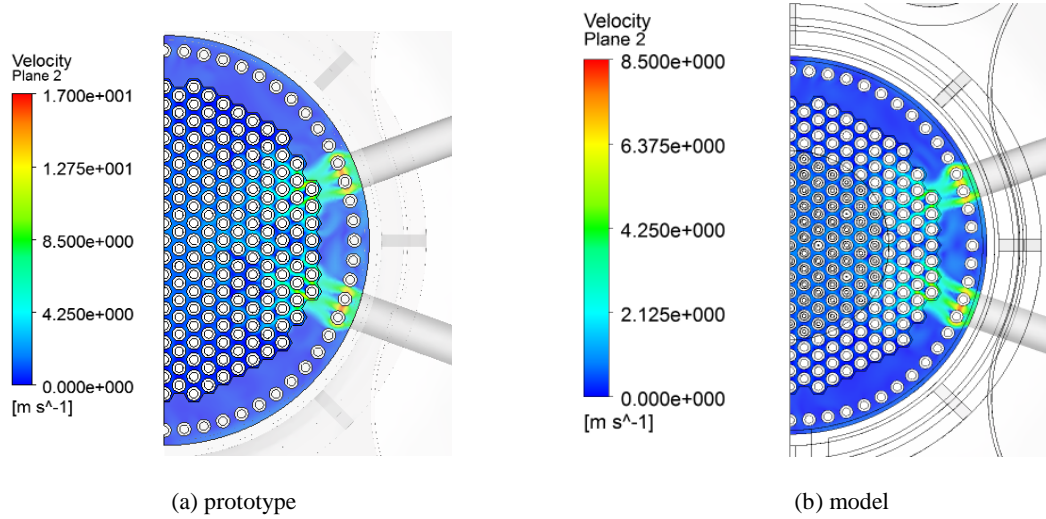 Velocity
Plane 2
1.700e+001
1.275e+001
8.500e+000
4.250e+000
0.000e+000
[m s^-1]
(a) prototype
Velocity
Plane 2
8.500e+000
6.375e+000
4.250e+000
2.125e+000
0.000e+000
[m s^-1]
(b) model